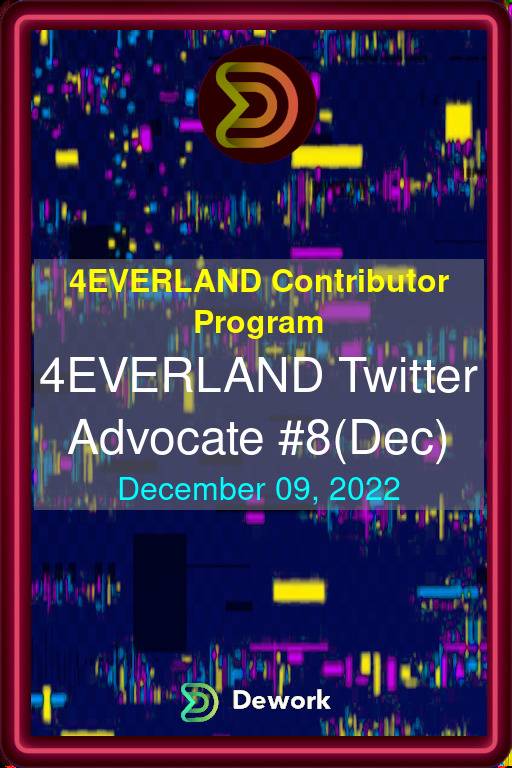 4EVERLAND Contributor
Program
4EVERLAND Twitter
Advocate #8(Dec)
December 09, 2022
Dework